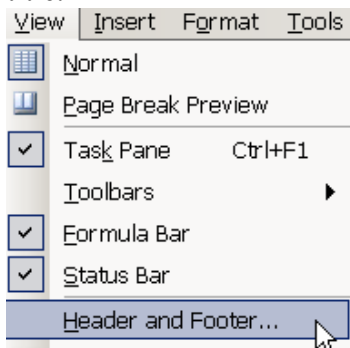 View Insert Format Tools
Normal
Page Break Preview
Task Pane Ctrl+F1
Toolbars
Formula Bar
Status Bar
Header and Footer...